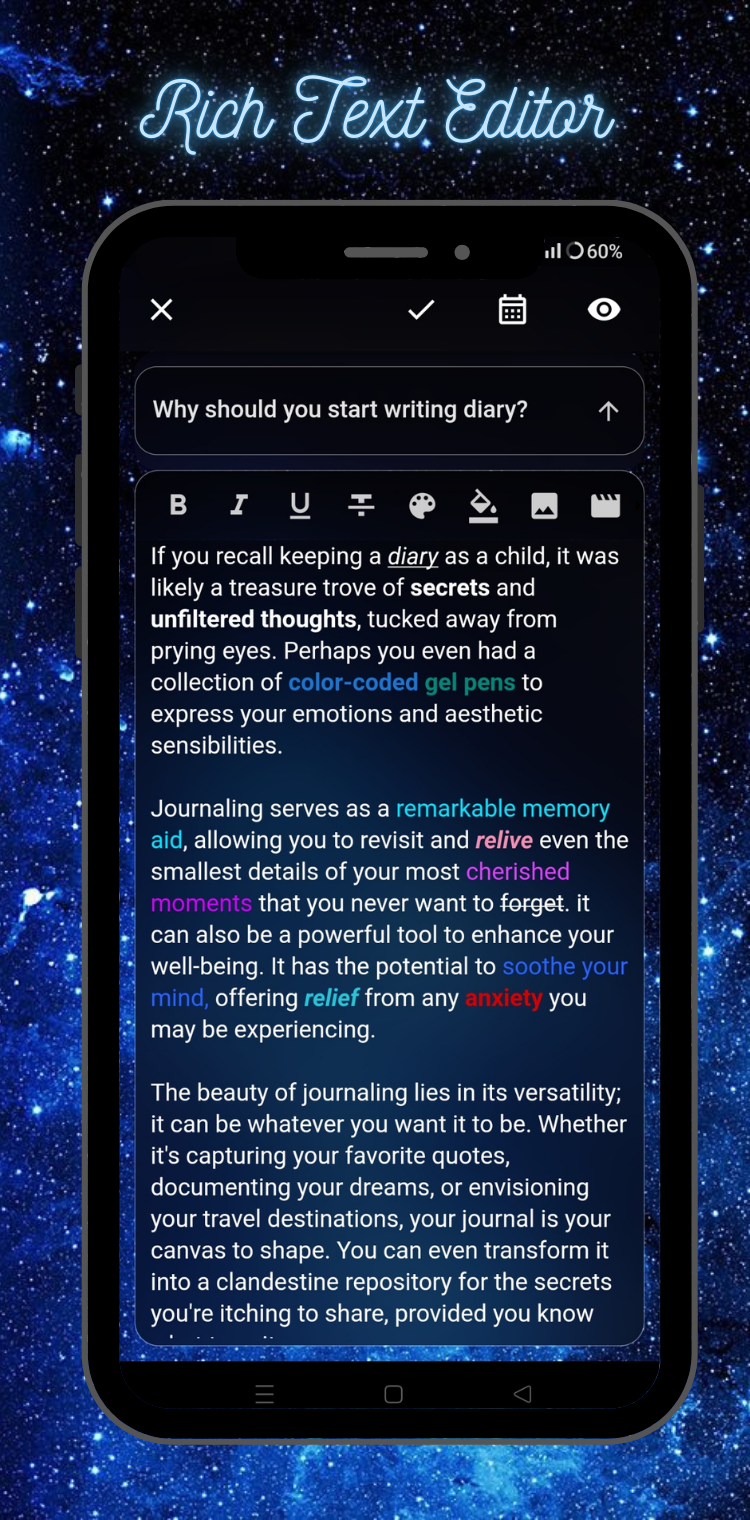 Rich Text Editor
60%
Why should you start writing diary?
B I U S
If you recall keeping a diary as a child, it was
likely a treasure trove of secrets and
unfiltered thoughts, tucked away from
prying eyes. Perhaps you even had a
collection of color-coded gel pens to
express your emotions and aesthetic
sensibilities.
Journaling serves as a remarkable memory
aid, allowing you to revisit and relive even the
smallest details of your most cherished
moments that you never want to forget. it
can also be a powerful tool to enhance your
well-being. It has the potential to soothe your
mind, offering relief from any anxiety you
may be experiencing.
The beauty of journaling lies in its versatility;
it can be whatever you want it to be. Whether
it's capturing your favorite quotes,
documenting your dreams, or envisioning
your travel destinations, your journal is your
canvas to shape. You can even transform it
into a clandestine repository for the secrets
you're itching to share, provided you know